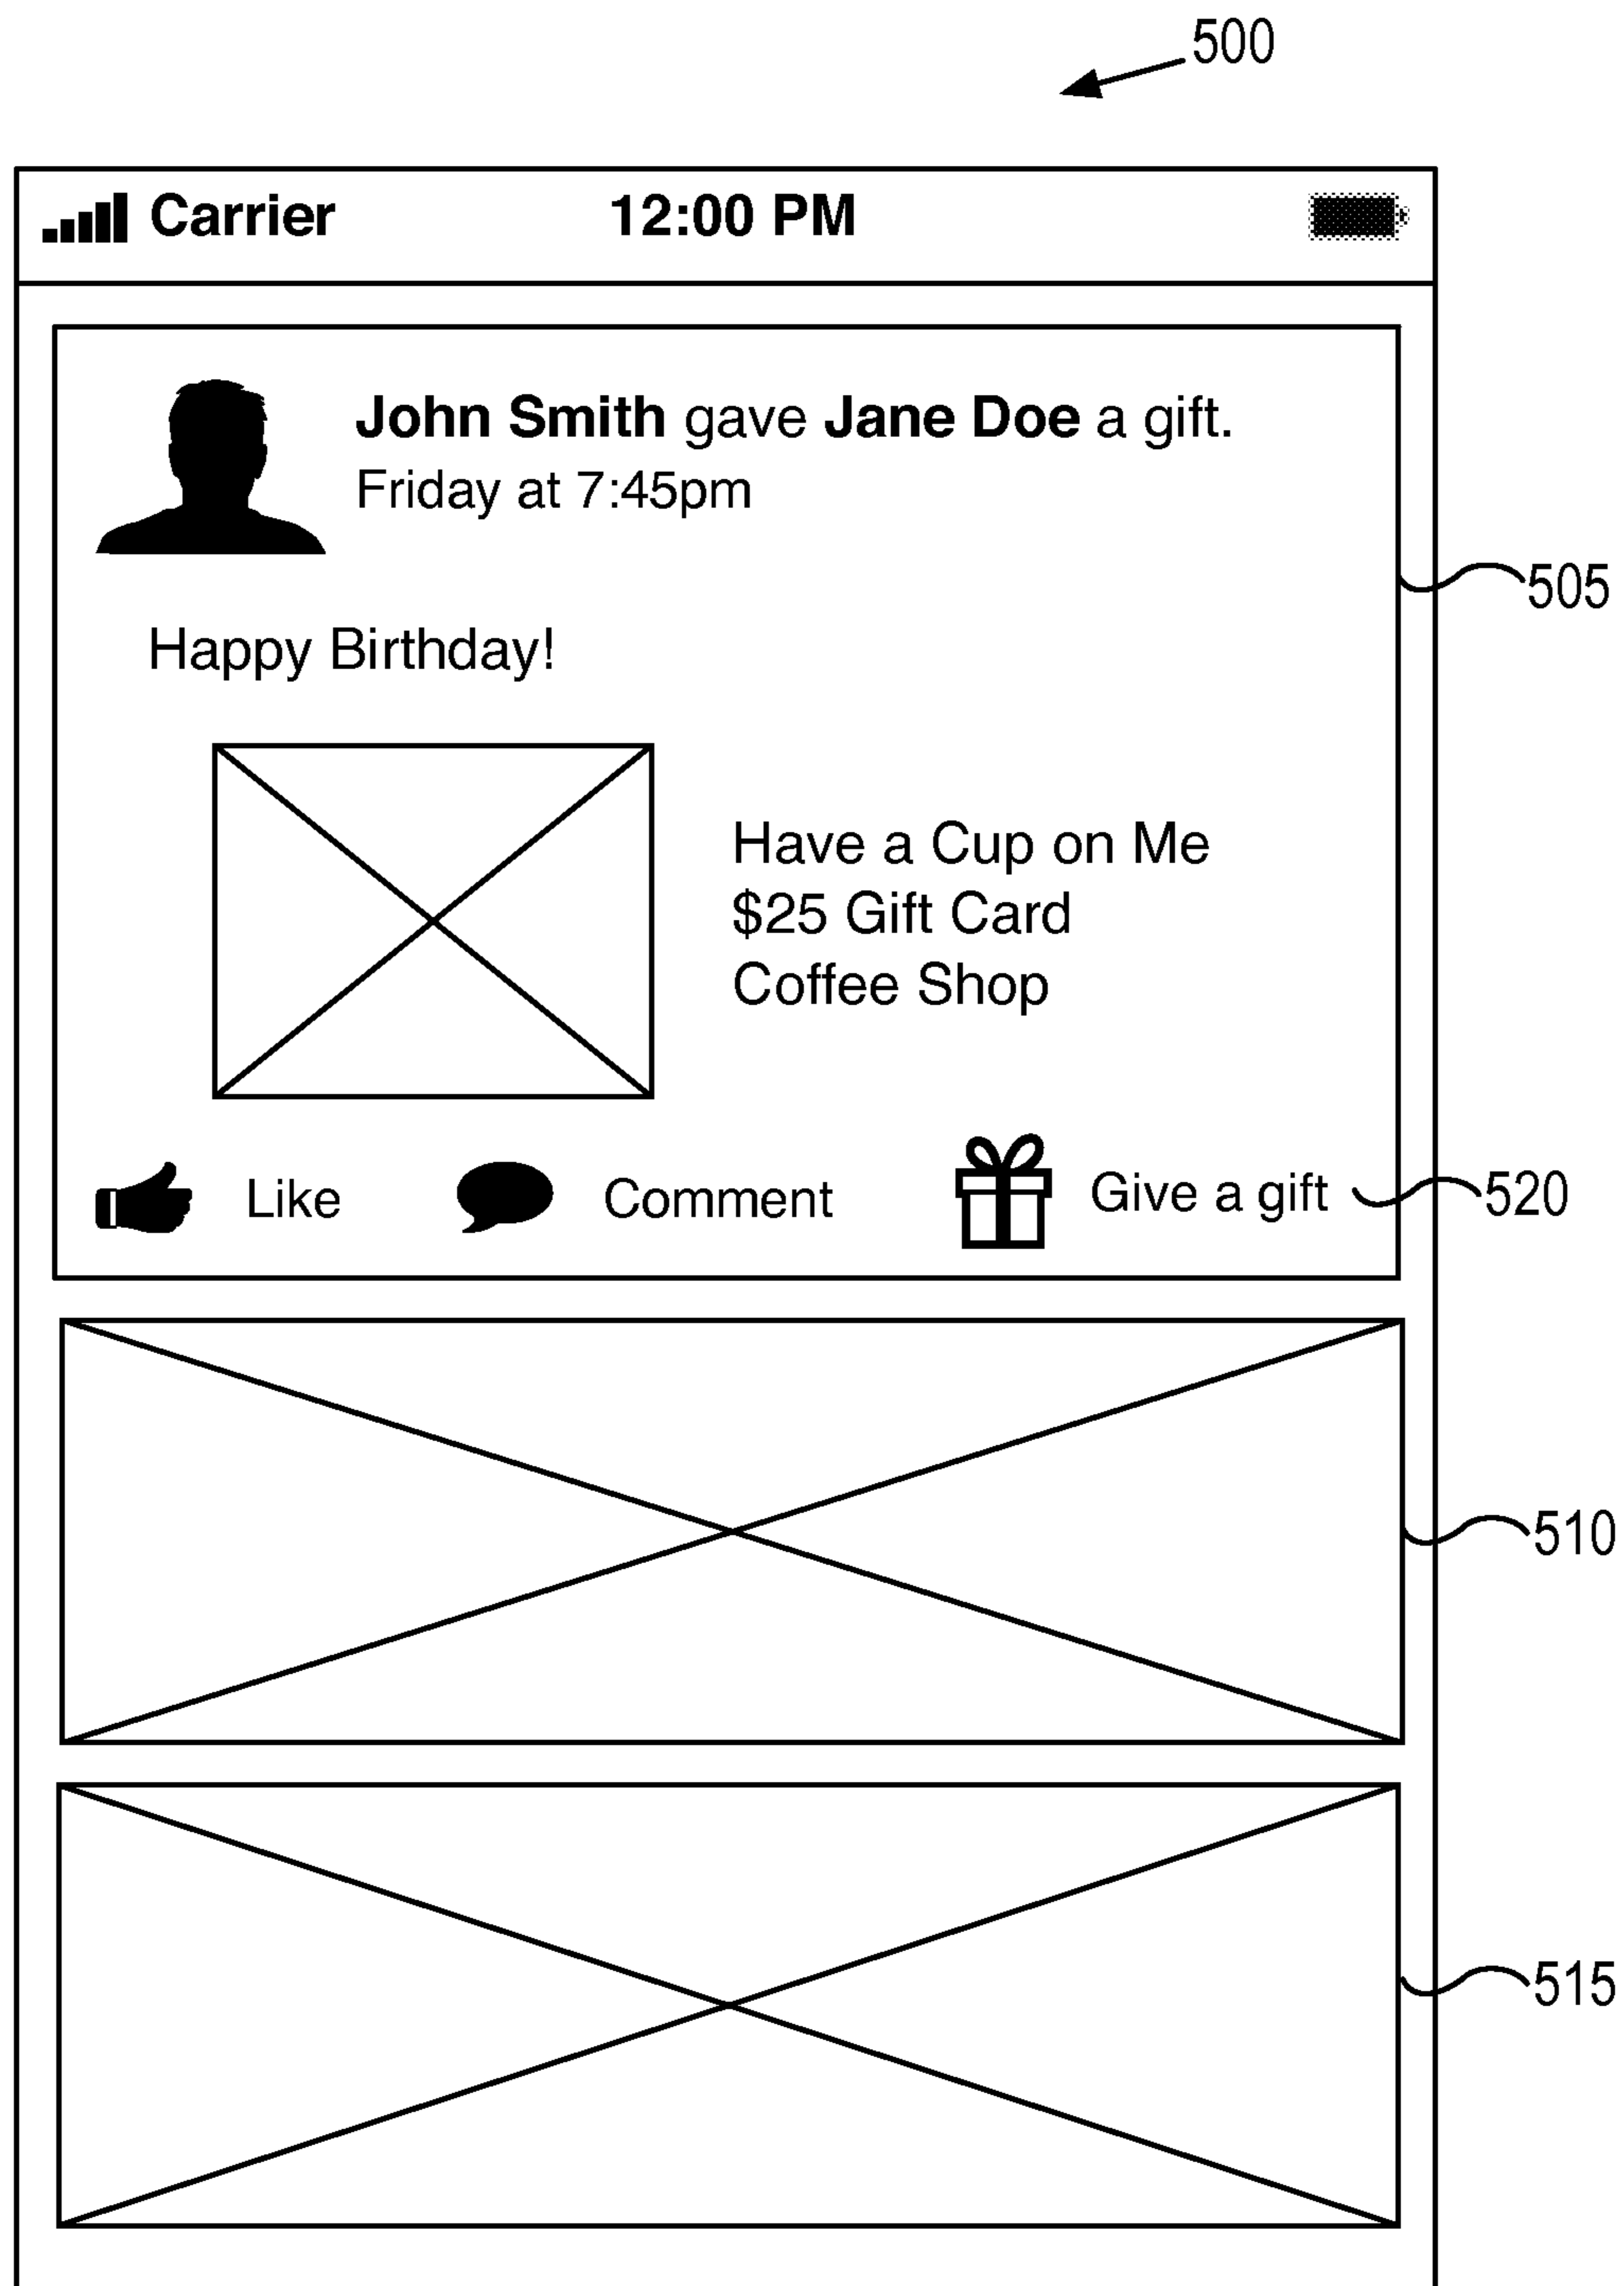 500
Carrier 12:00 PM
John Smith gave Jane Doe a gift.
Friday at 7:45pm
505
Happy Birthday!
Have a Cup on Me
$25 Gift Card
Coffee Shop
Like Comment Give a gift 520
510
515